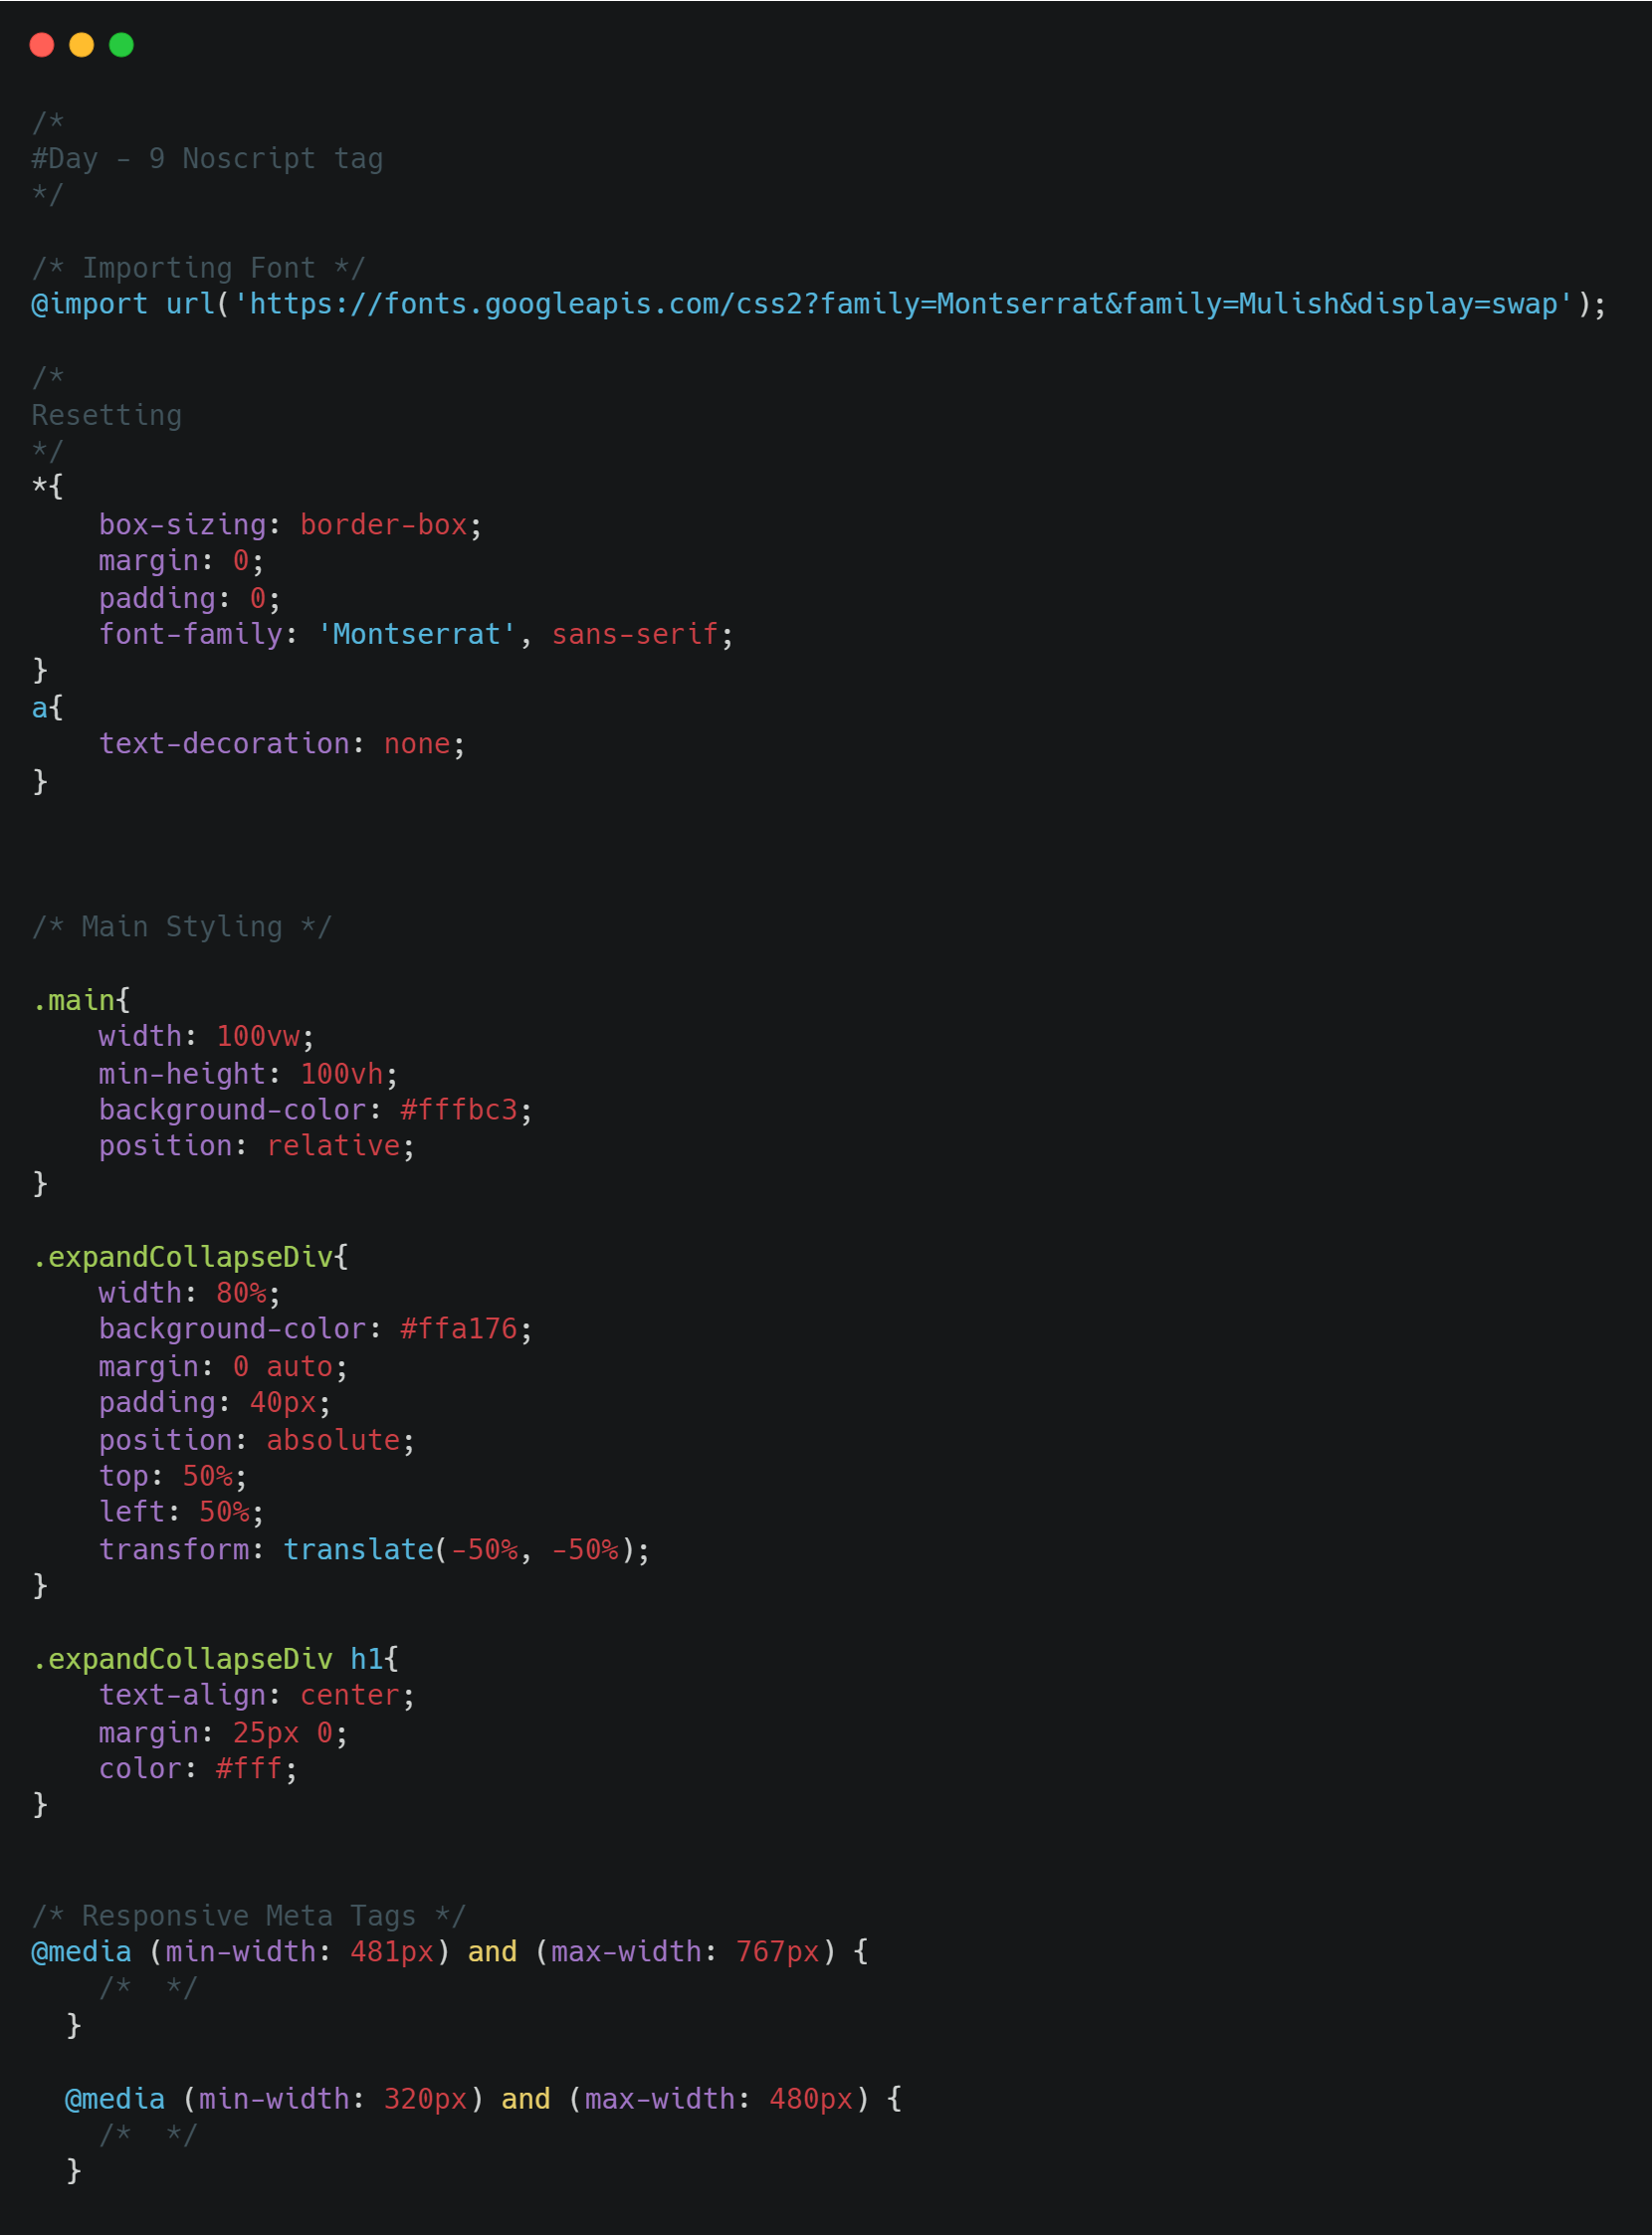 /*
#Day - 9 Noscript tag
*/
/* Importing Font */
@import url('https://fonts.googleapis.com/css2?family=Montserrat&family=Mulish&display=swap');
/*
Resetting
*/
*{
    box-sizing: border-box;
    margin: 0;
    padding: 0;
    font-family: 'Montserrat', sans-serif;
}
a{
    text-decoration: none;
}
/* Main Styling */
.main{
    width: 100vw;
    min-height: 100vh;
    background-color: #fffbc3;
    position: relative;
}
.expandCollapseDiv{
    width: 80%;
    background-color: #ffa176;
    margin: 0 auto;
    padding: 40px;
    position: absolute;
    top: 50%;
    left: 50%;
    transform: translate(-50%, -50%);
}
.expandCollapseDiv h1{
    text-align: center;
    margin: 25px 0;
    color: #fff;
}
/* Responsive Meta Tags */
@media (min-width: 481px) and (max-width: 767px) {
    /*  */
  }
  @media (min-width: 320px) and (max-width: 480px) {
    /*  */
  }